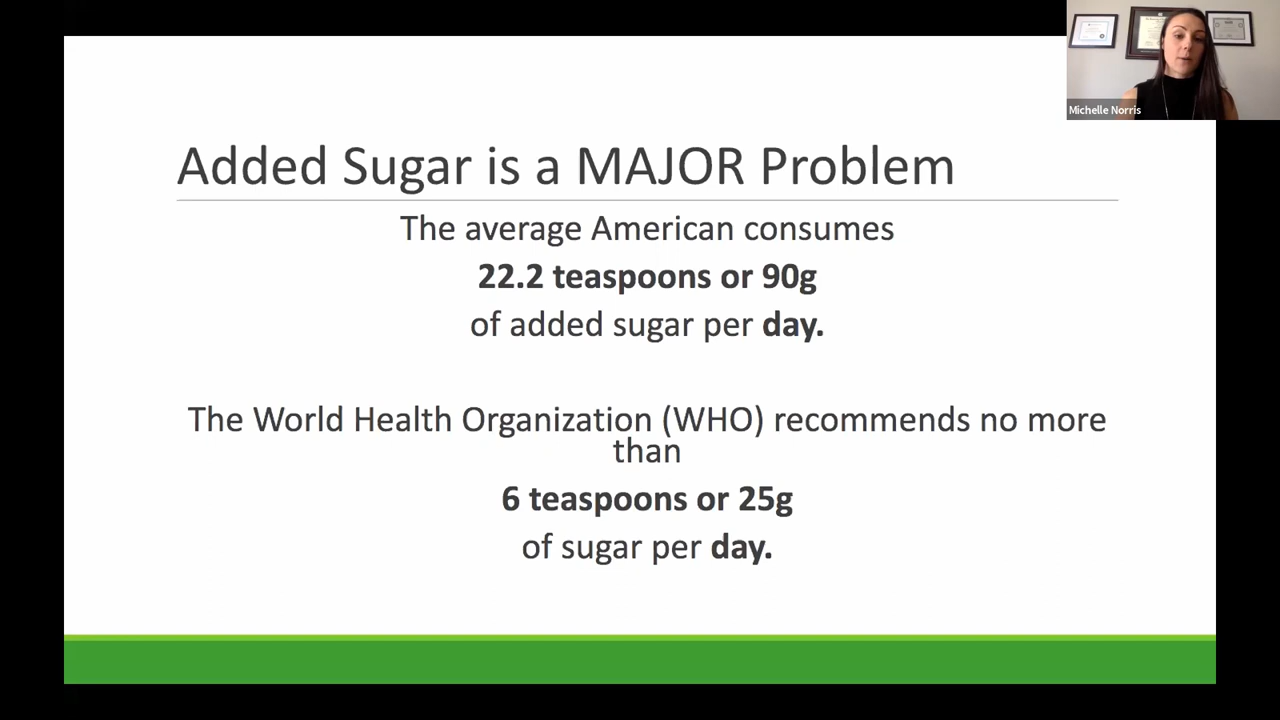 Added Sugar is a MAJOR Problem
The average American consumes
22.2 teaspoons or 90g
of added sugar per day.
The World Health Organization (WHO) recommends no more
than
6 teaspoons or 25g
of sugar per day.
Michelle Norris